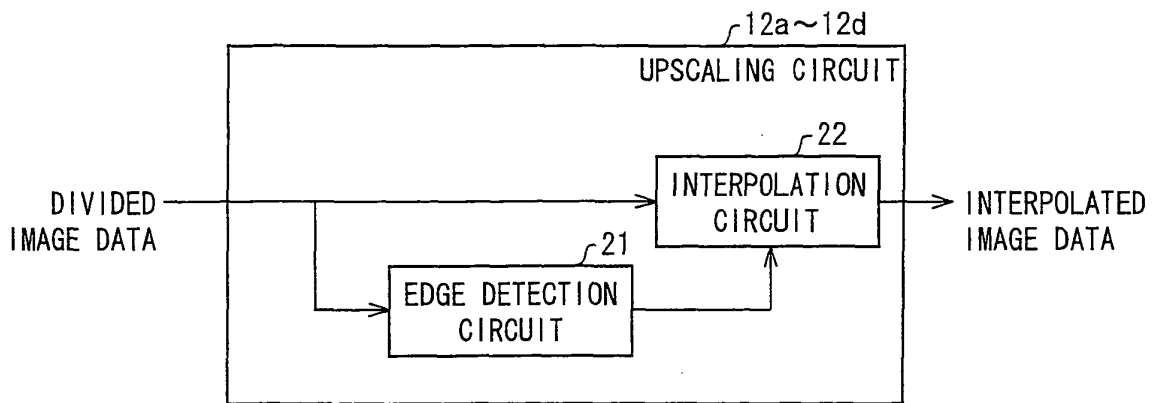 12a~12d
UPSCALING CIRCUIT
22
INTERPOLATION
CIRCUIT
DIVIDED
IMAGE DATA
INTERPOLATED
IMAGE DATA
21
EDGE DETECTION
CIRCUIT